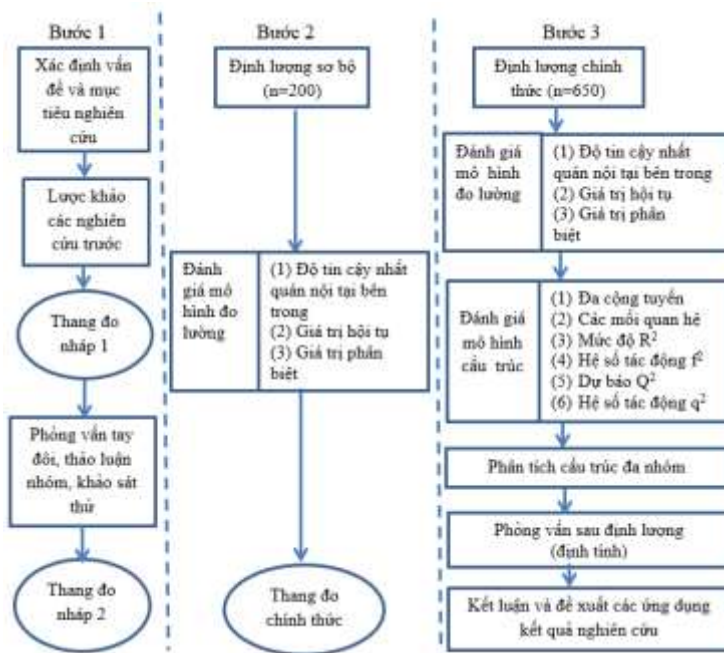 Bước 1
Xác định vấn
đề và mục
tiêu nghiên
cứu
Lược khảo
các nghiên
cứu trước
Thang đo
nháp 1
Phỏng vấn tay
đôi, thảo luận
nhóm, khảo sát
thử
Thang đo
nháp 2
Bước 2
Định lượng sơ bộ
(n=200)
Đánh
giá mô
hình đo
lường
(1) Độ tin cậy nhất
quán nội tại bên
trong
(2) Giá trị hội tụ
(3) Giá trị phân
biệt
Thang đo
chính thức
Bước 3
Định lượng chính
thức (n=650)
Đánh giá
mô hình
đo lường
(1) Độ tin cậy nhất
quán nội tại bên trong
(2) Giá trị hội tụ
(3) Giá trị phân
biệt
Đánh giá
mô hình
cấu trúc
(1) Đa cộng tuyến
(2) Các mối quan hệ
(3) Mức độ R²
(4) Hệ số tác động f²
(5) Dự báo Q²
(6) Hệ số tác động q²
Phân tích cấu trúc đa nhóm
Phỏng vấn sau định lượng
(định tính)
Kết luận và đề xuất các ứng dụng
kết quả nghiên cứu